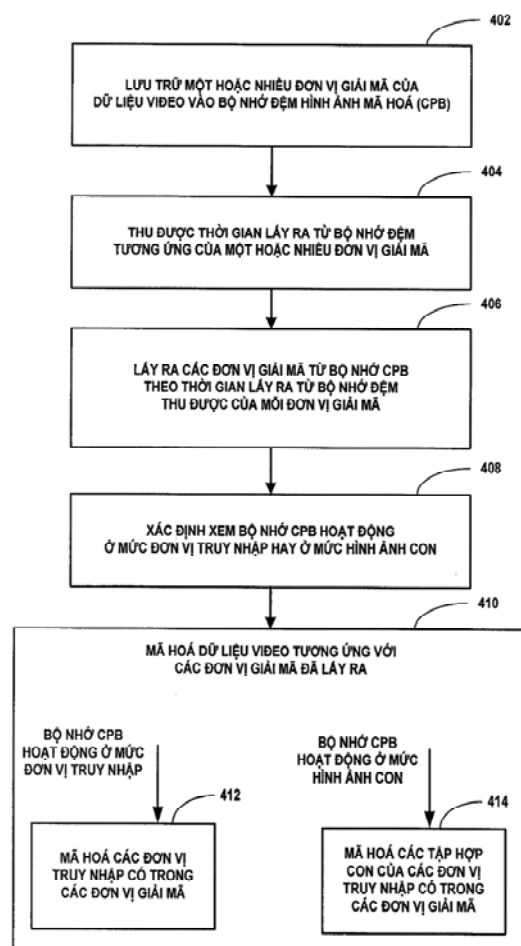 402
LƯU TRỮ MỘT HOẶC NHIỀU ĐƠN VỊ GIẢI MÃ CỦA
DỮ LIỆU VIDEO VÀO BỘ NHỚ ĐỆM HÌNH ẢNH MÃ HOÁ (CPB)
404
THU ĐƯỢC THỜI GIAN LẤY RA TỪ BỘ NHỚ ĐỆM
TƯƠNG ỨNG CỦA MỘT HOẶC NHIỀU ĐƠN VỊ GIẢI MÃ
406
LẤY RA CÁC ĐƠN VỊ GIẢI MÃ TỪ BỘ NHỚ CPB
THEO THỜI GIAN LẤY RA TỪ BỘ NHỚ ĐỆM
THU ĐƯỢC CỦA MỖI ĐƠN VỊ GIẢI MÃ
408
XÁC ĐỊNH XEM BỘ NHỚ CPB HOẠT ĐỘNG
Ở MỨC ĐƠN VỊ TRUY NHẬP HAY Ở MỨC HÌNH ẢNH CON
410
MÃ HOÁ DỮ LIỆU VIDEO TƯƠNG ỨNG VỚI
CÁC ĐƠN VỊ GIẢI MÃ ĐÃ LẤY RA
BỘ NHỚ CPB
HOẠT ĐỘNG Ở MỨC
ĐƠN VỊ TRUY NHẬP
412
MÃ HOÁ CÁC ĐƠN VỊ
TRUY NHẬP CÓ TRONG
CÁC ĐƠN VỊ GIẢI MÃ
BỘ NHỚ CPB
HOẠT ĐỘNG Ở MỨC
HÌNH ẢNH CON
414
MÃ HOÁ CÁC TẬP HỢP
CON CỦA CÁC ĐƠN VỊ
TRUY NHẬP CÓ TRONG
CÁC ĐƠN VỊ GIẢI MÃ